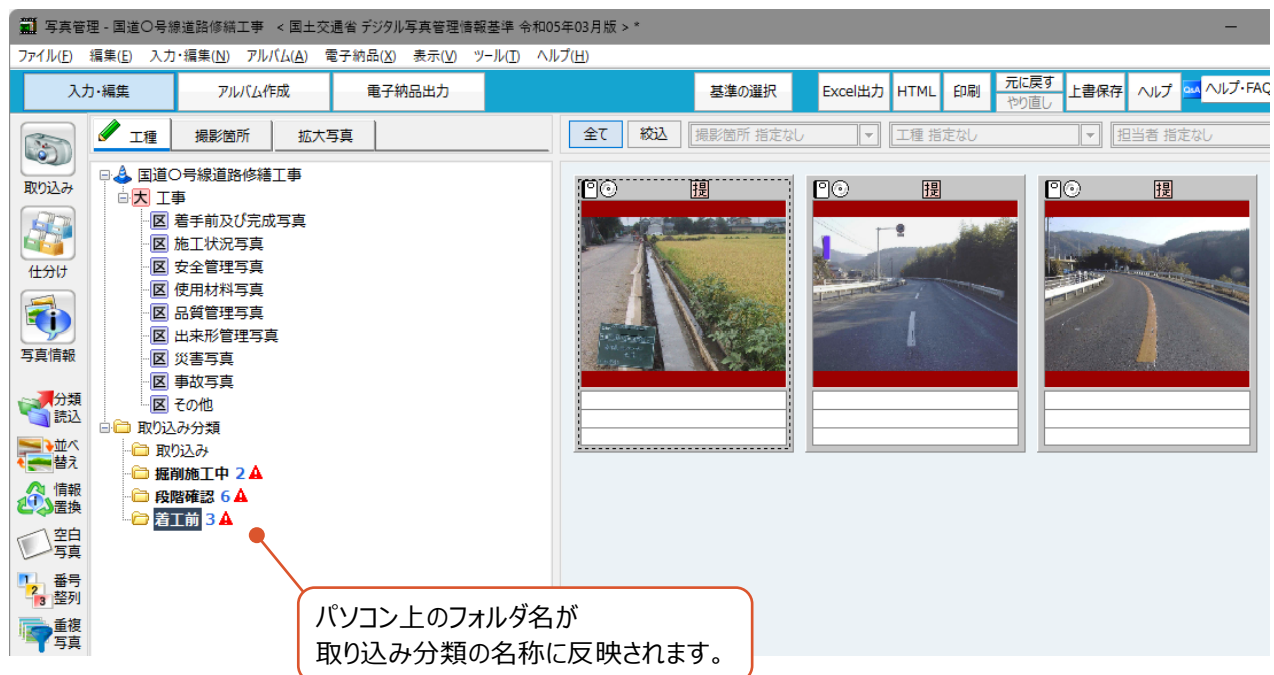 写真管理 - 国道〇号線道路修繕工事 < 国土交通省 デジタル写真管理情報基準 令和05年03月版 > *
ファイル(F) 編集(E) 入力・編集(N) アルバム(A) 電子納品(X) 表示(V) ツール(T) ヘルプ(H)
入力・編集 アルバム作成 電子納品出力 基準の選択 Excel出力 HTML 印刷 元に戻す やり直し 上書保存 ヘルプ Q&A ヘルプ・FAQ
工種 撮影箇所 拡大写真 全て 絞込 撮影箇所 指定なし 工種 指定なし 担当者 指定なし
取り込み
仕分け
写真情報
分類
読込
並べ
替え
情報
置換
空白
写真
番号
整列
重複
写真
国道〇号線道路修繕工事
大 工事
区 着手前及び完成写真
区 施工状況写真
区 安全管理写真
区 使用材料写真
区 品質管理写真
区 出来形管理写真
区 災害写真
区 事故写真
区 その他
取り込み分類
取り込み
掘削施工中 2
段階確認 6
着工前 3
提 提 提
パソコン上のフォルダ名が
取り込み分類の名称に反映されます。